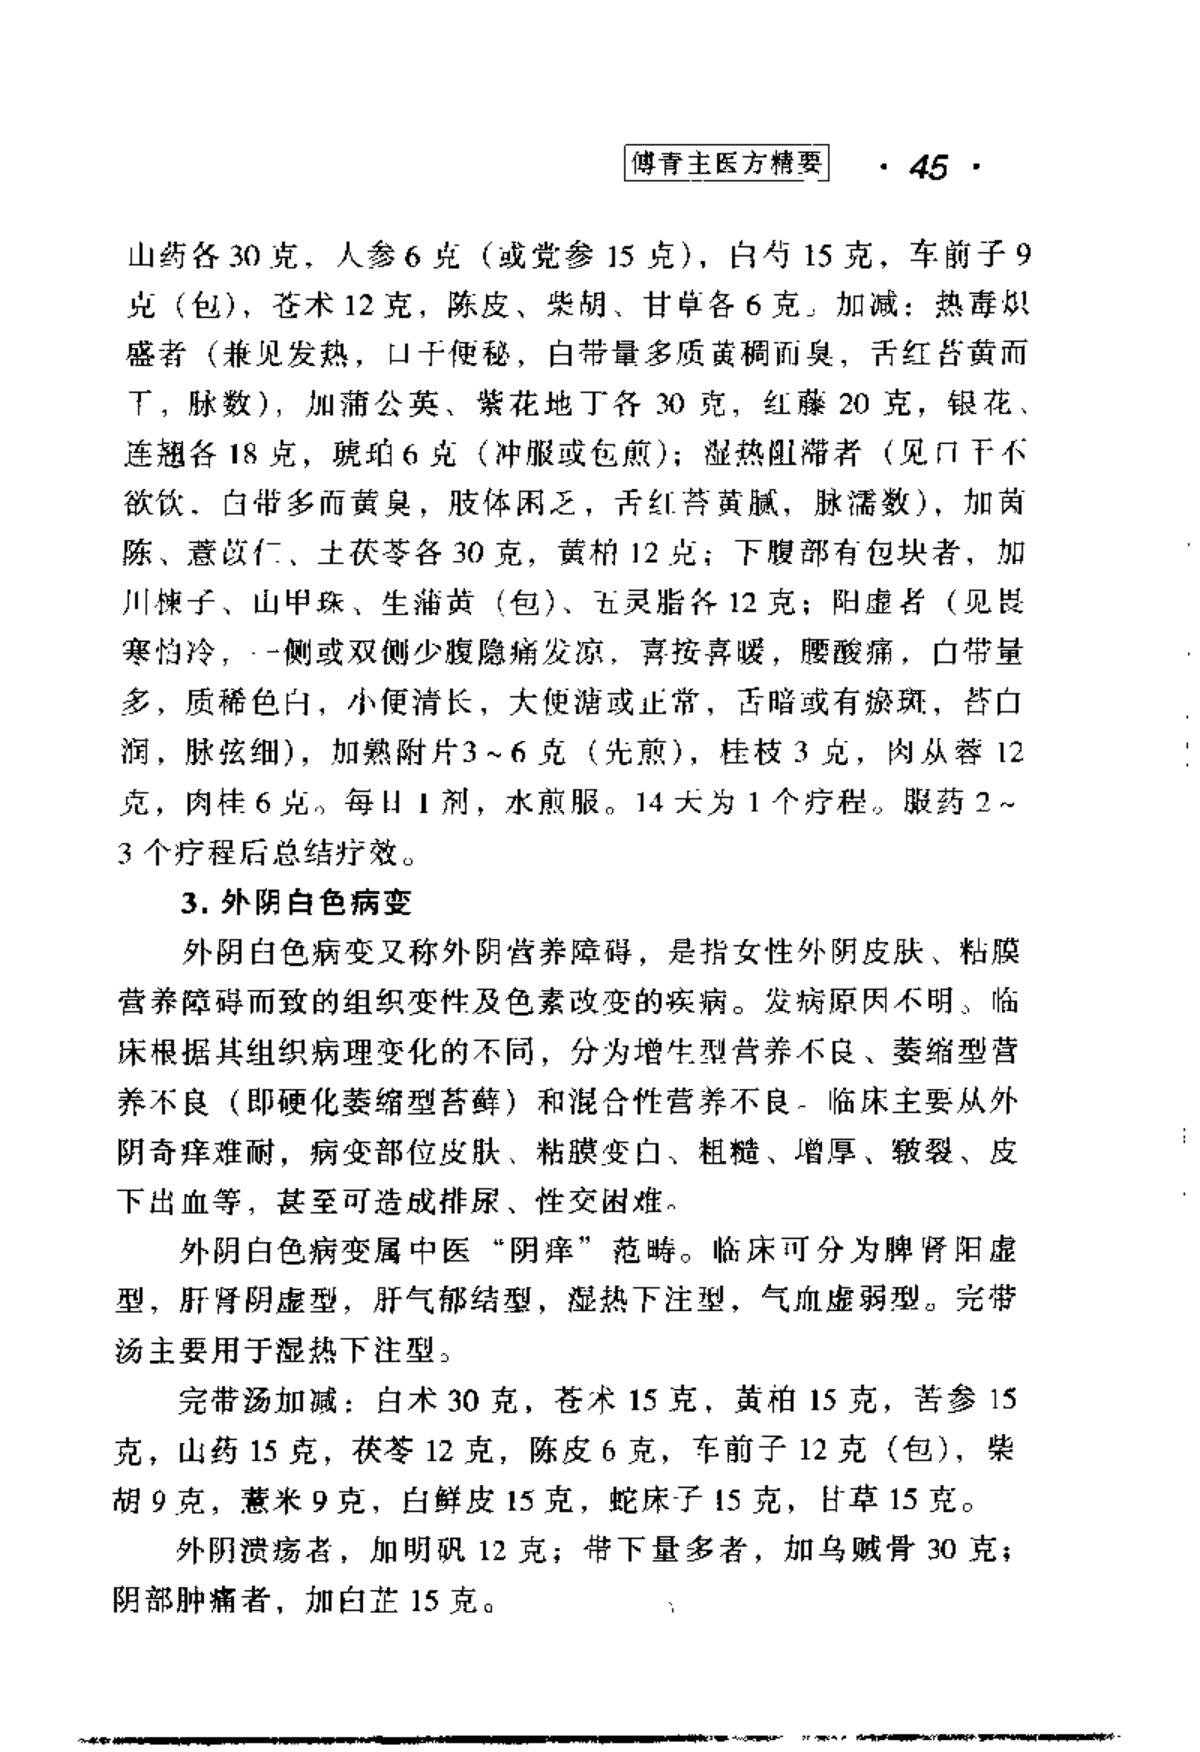 傅青主医方精要 · 45 ·
山药各 30 克，人参 6 克（或党参 15 克），白芍 15 克，车前子 9
克（包），苍术 12 克，陈皮、柴胡、甘草各 6 克。加减：热毒炽
盛者（兼见发热，口干便秘，白带量多质黄稠而臭，舌红苔黄而
干，脉数），加蒲公英、紫花地丁各 30 克，红藤 20 克，银花、
连翘各 18 克，琥珀 6 克（冲服或包煎）；湿热阻滞者（见口干不
欲饮．白带多而黄臭，肢体困乏，舌红苔黄腻，脉濡数），加茵
陈、薏苡仁、土茯苓各 30 克，黄柏 12 克；下腹部有包块者，加
川楝子、山甲珠、生蒲黄（包）、五灵脂各 12 克；阳虚者（见畏
寒怕冷，一侧或双侧少腹隐痛发凉，喜按喜暖，腰酸痛，白带量
多，质稀色白，小便清长，大便溏或正常，舌暗或有瘀斑，苔白
润，脉弦细），加熟附片3～6 克（先煎），桂枝 3 克，肉从蓉 12
克，肉桂 6 克。每日 1 剂，水煎服。14 天为 1 个疗程。服药 2～
3 个疗程后总结疗效。
3. 外阴白色病变
外阴白色病变又称外阴营养障碍，是指女性外阴皮肤、粘膜
营养障碍而致的组织变性及色素改变的疾病。发病原因不明。临
床根据其组织病理变化的不同，分为增生型营养不良、萎缩型营
养不良（即硬化萎缩型苔藓）和混合性营养不良。临床主要从外
阴奇痒难耐，病变部位皮肤、粘膜变白、粗糙、增厚、皲裂、皮
下出血等，甚至可造成排尿、性交困难。
外阴白色病变属中医“阴痒”范畴。临床可分为脾肾阳虚
型，肝肾阴虚型，肝气郁结型，湿热下注型，气血虚弱型。完带
汤主要用于湿热下注型。
完带汤加减：白术 30 克，苍术 15 克，黄柏 15 克，苦参 15
克，山药 15 克，茯苓 12 克，陈皮 6 克，车前子 12 克（包），柴
胡 9 克，薏米 9 克，白鲜皮 15 克，蛇床子 15 克，甘草 15 克。
外阴溃疡者，加明矾 12 克；带下量多者，加乌贼骨 30 克；
阴部肿痛者，加白芷 15 克。